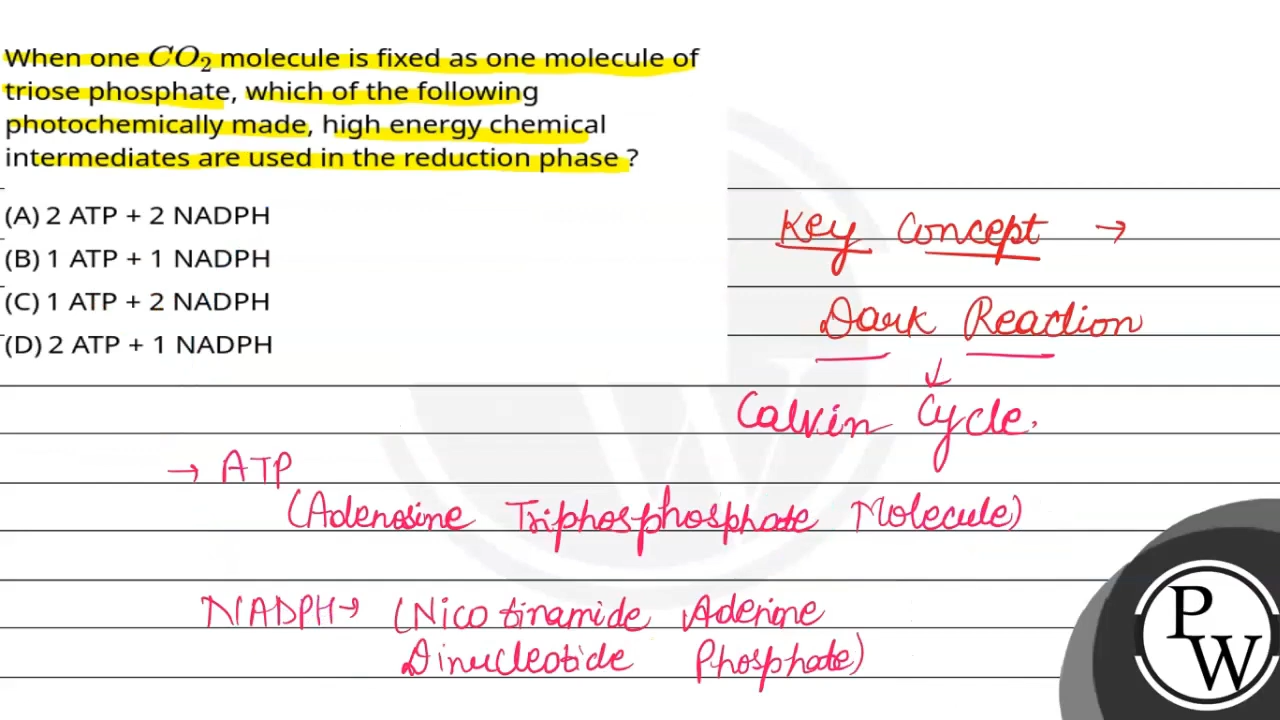 When one CO₂ molecule is fixed as one molecule of
triose phosphate, which of the following
photochemically made, high energy chemical
intermediates are used in the reduction phase ?
(A) 2 ATP + 2 NADPH
(B) 1 ATP + 1 NADPH
(C) 1 ATP + 2 NADPH
(D) 2 ATP + 1 NADPH
Key Concept →
Dark Reaction
↓
Calvin Cycle.
→ ATP
(Adenosine Triphosphosphate Molecule)
NADPH→ (Nicotinamide Adenine
Dinucleotide Phosphate)
P
W